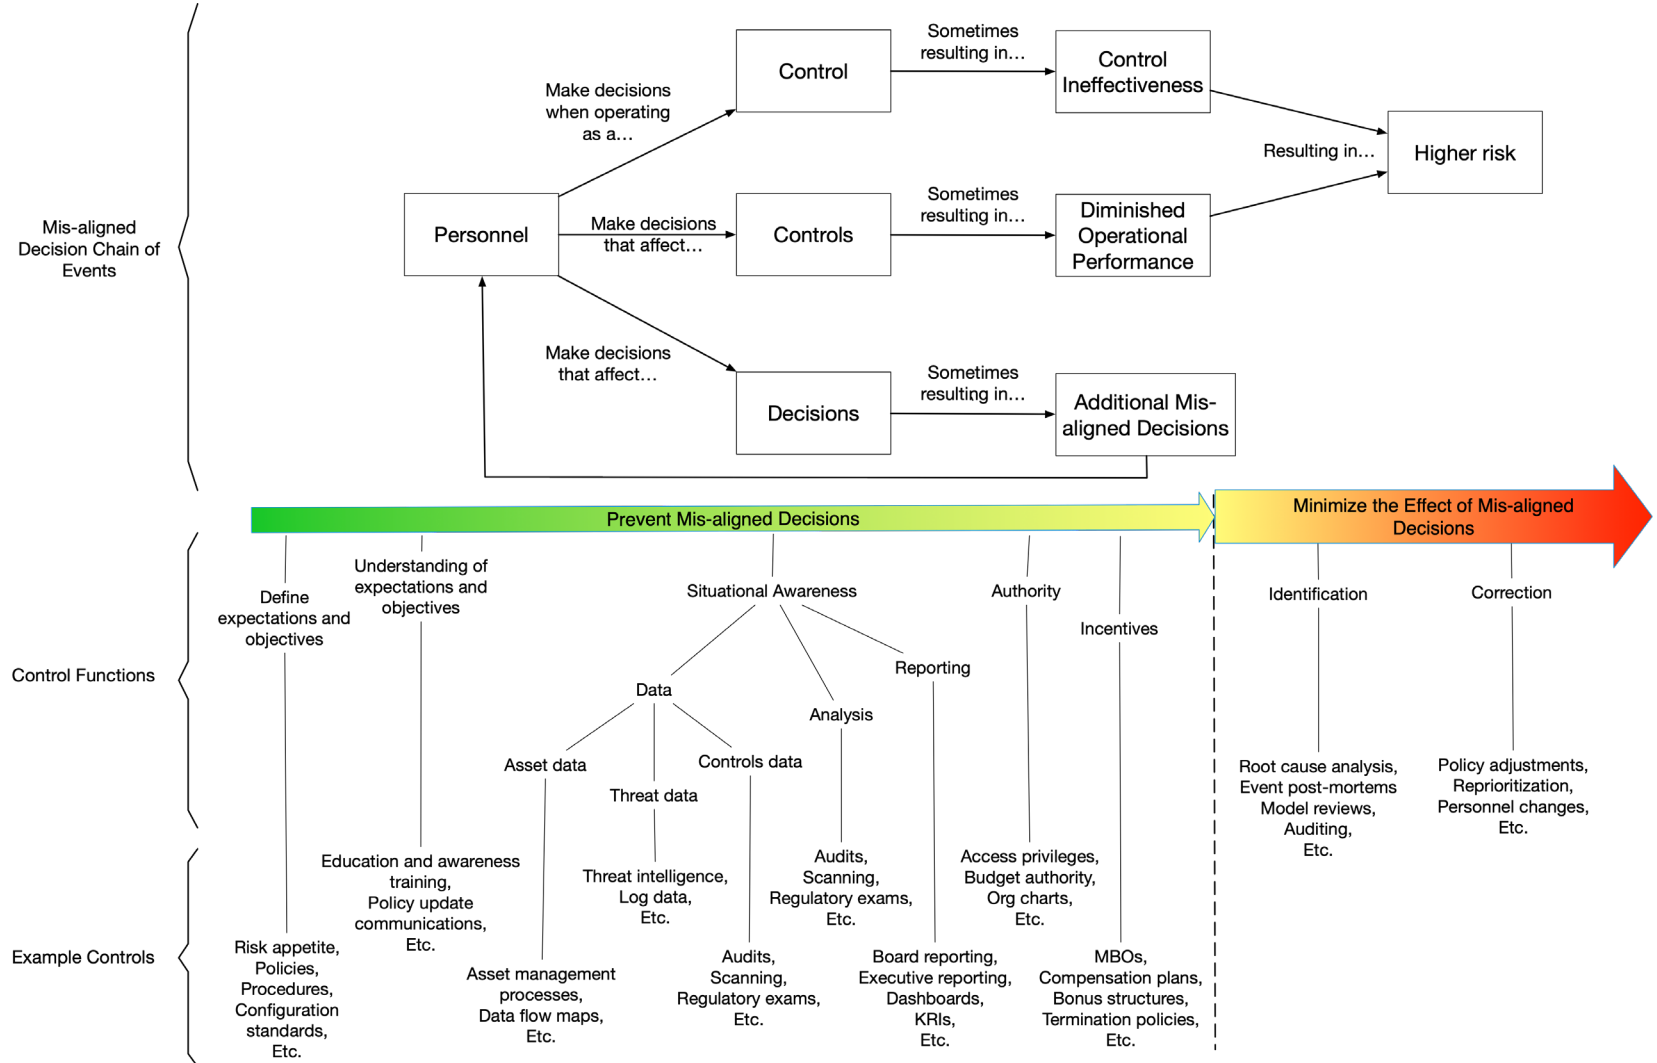 Mis-aligned
Decision Chain of
Events
Personnel
Make decisions
when operating
as a...
Control
Sometimes
resulting in...
Control
Ineffectiveness
Make decisions
that affect...
Controls
Sometimes
resulting in...
Diminished
Operational
Performance
Resulting in...
Higher risk
Make decisions
that affect...
Decisions
Sometimes
resulting in...
Additional Mis-
aligned Decisions
Prevent Mis-aligned Decisions
Minimize the Effect of Mis-aligned
Decisions
Control Functions
Define
expectations and
objectives
Understanding of
expectations and
objectives
Situational Awareness
Data
Asset data
Threat data
Controls data
Analysis
Reporting
Authority
Incentives
Identification
Correction
Example Controls
Risk appetite,
Policies,
Procedures,
Configuration
standards,
Etc.
Education and awareness
training,
Policy update
communications,
Etc.
Asset management
processes,
Data flow maps,
Etc.
Threat intelligence,
Log data,
Etc.
Audits,
Scanning,
Regulatory exams,
Etc.
Audits,
Scanning,
Regulatory exams,
Etc.
Board reporting,
Executive reporting,
Dashboards,
KRIs,
Etc.
Access privileges,
Budget authority,
Org charts,
Etc.
MBOs,
Compensation plans,
Bonus structures,
Termination policies,
Etc.
Root cause analysis,
Event post-mortems
Model reviews,
Auditing,
Etc.
Policy adjustments,
Reprioritization,
Personnel changes,
Etc.